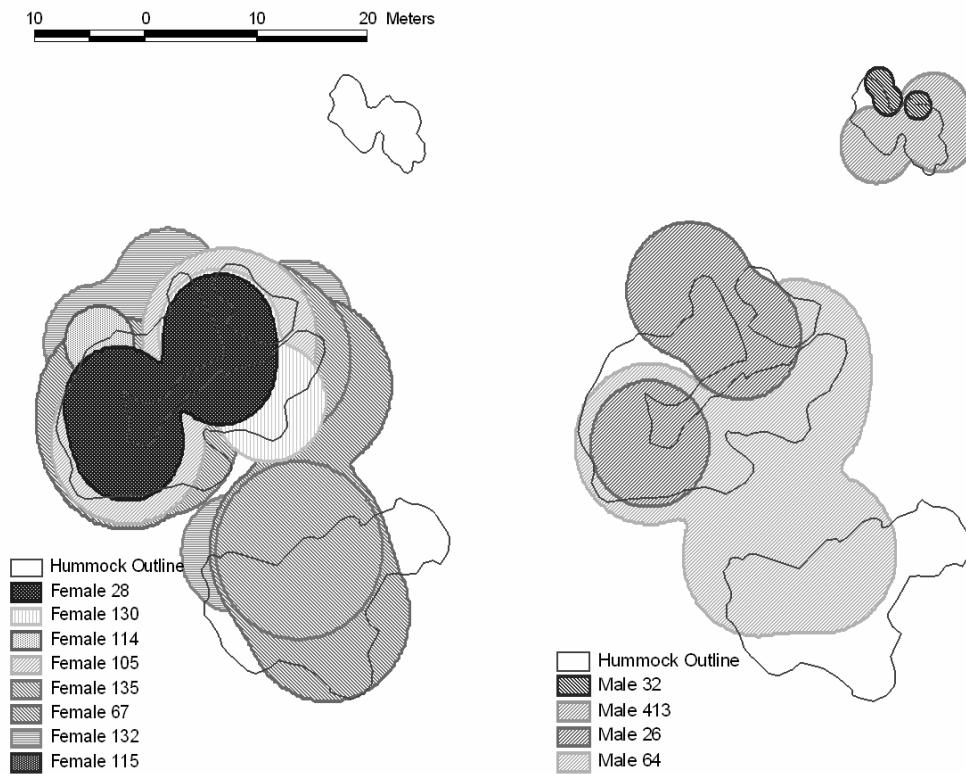 10 0 10 20 Meters
Hummock Outline
Female 28
Female 130
Female 114
Female 105
Female 135
Female 67
Female 132
Female 115
Hummock Outline
Male 32
Male 413
Male 26
Male 64